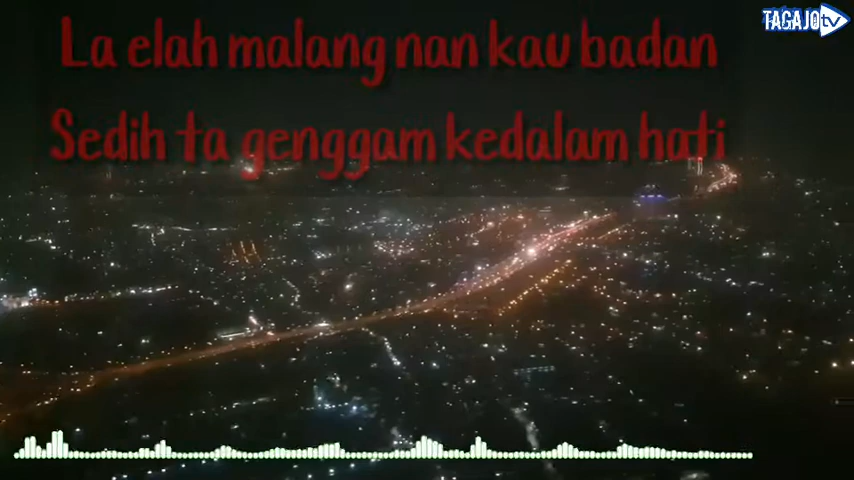 TAGAJO tv
La elah malang nan kau badan
Sedih ta genggam kedalam hati